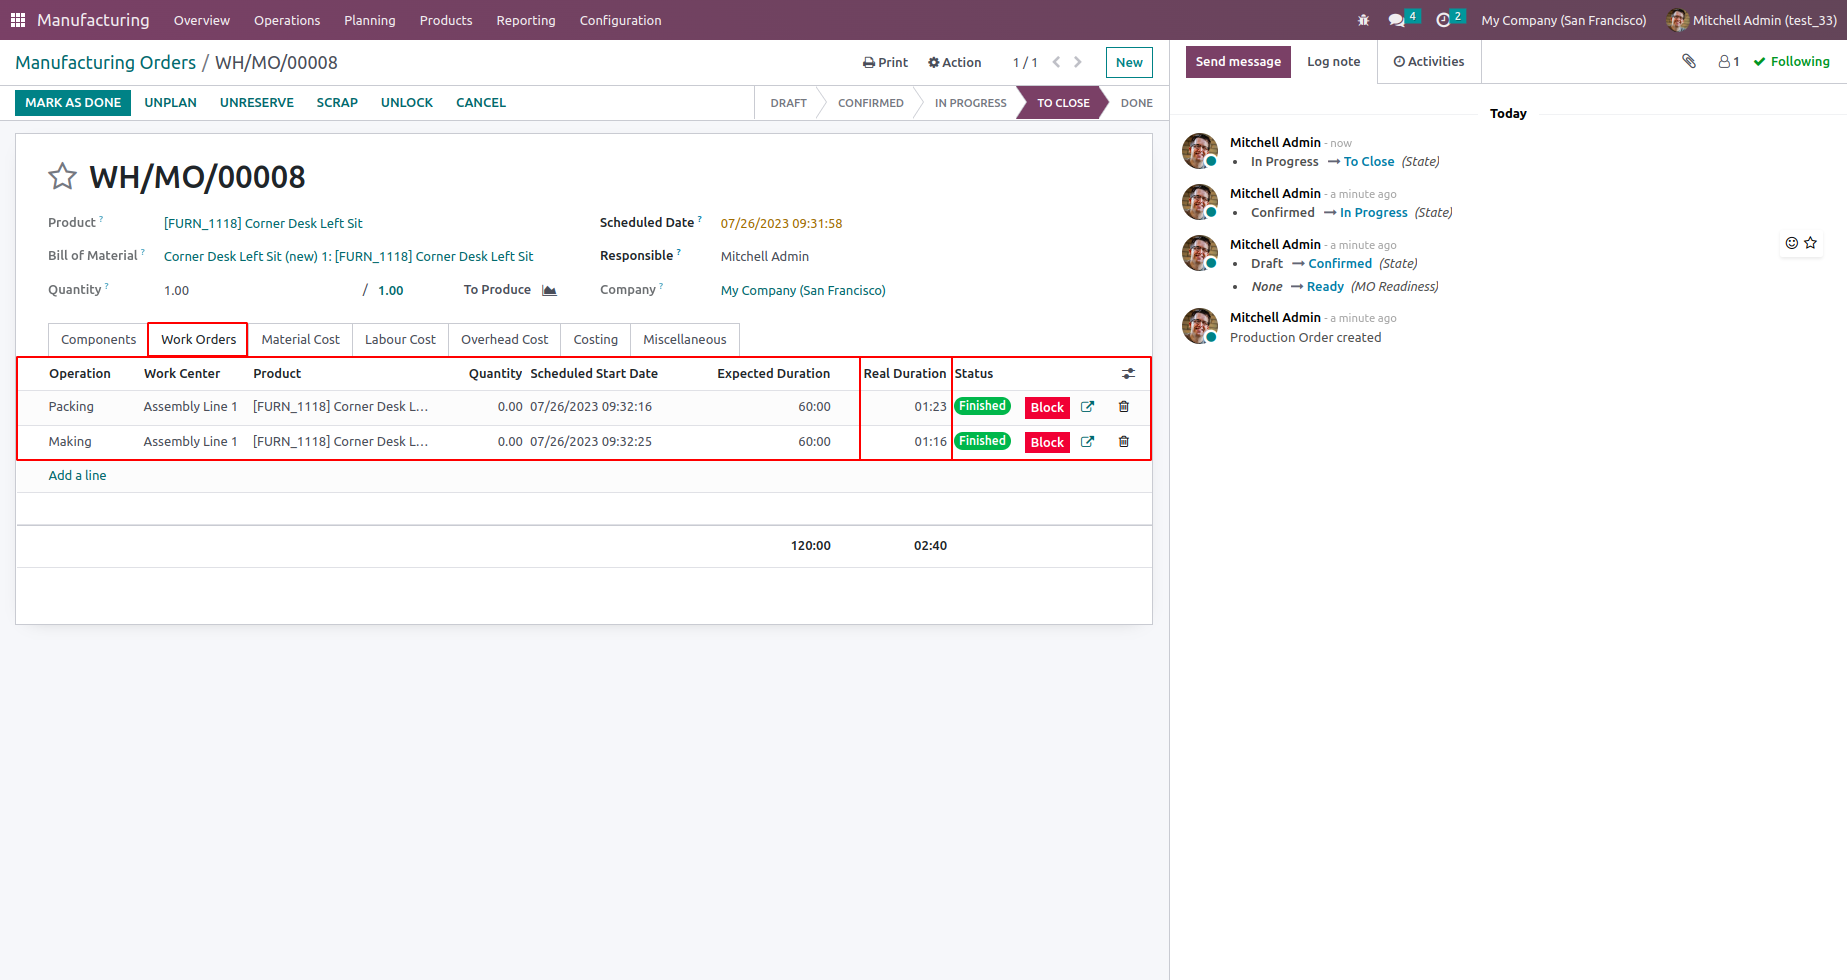 Manufacturing Overview Operations Planning Products Reporting Configuration 4 2 My Company (San Francisco) Mitchell Admin (test_33)
Manufacturing Orders / WH/MO/00008 Print Action 1 / 1 New
MARK AS DONE UNPLAN UNRESERVE SCRAP UNLOCK CANCEL DRAFT CONFIRMED IN PROGRESS TO CLOSE DONE
WH/MO/00008
Product ? [FURN_1118] Corner Desk Left Sit Scheduled Date ? 07/26/2023 09:31:58
Bill of Material ? Corner Desk Left Sit (new) 1: [FURN_1118] Corner Desk Left Sit Responsible ? Mitchell Admin
Quantity ? 1.00 / 1.00 To Produce Company ? My Company (San Francisco)
Components Work Orders Material Cost Labour Cost Overhead Cost Costing Miscellaneous
Operation Work Center Product Quantity Scheduled Start Date Expected Duration Real Duration Status
Packing Assembly Line 1 [FURN_1118] Corner Desk L... 0.00 07/26/2023 09:32:16 60:00 01:23 Finished Block
Making Assembly Line 1 [FURN_1118] Corner Desk L... 0.00 07/26/2023 09:32:25 60:00 01:16 Finished Block
Add a line
120:00 02:40
Send message Log note Activities 1 Following
Today
Mitchell Admin - now
• In Progress → To Close (State)
Mitchell Admin - a minute ago
• Confirmed → In Progress (State)
Mitchell Admin - a minute ago
• Draft → Confirmed (State)
• None → Ready (MO Readiness)
Mitchell Admin - a minute ago
Production Order created